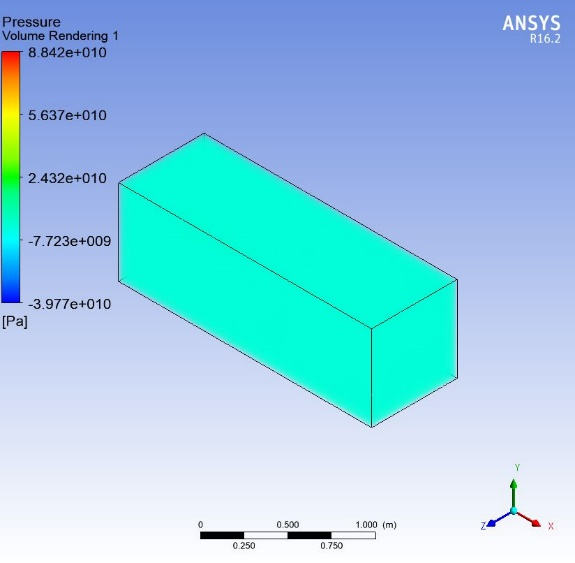 Pressure
Volume Rendering 1
8.842e+010
5.637e+010
2.432e+010
-7.723e+009
-3.977e+010
[Pa]
ANSYS
R16.2
0 0.500 1.000 (m)
0.250 0.750
Y
Z X